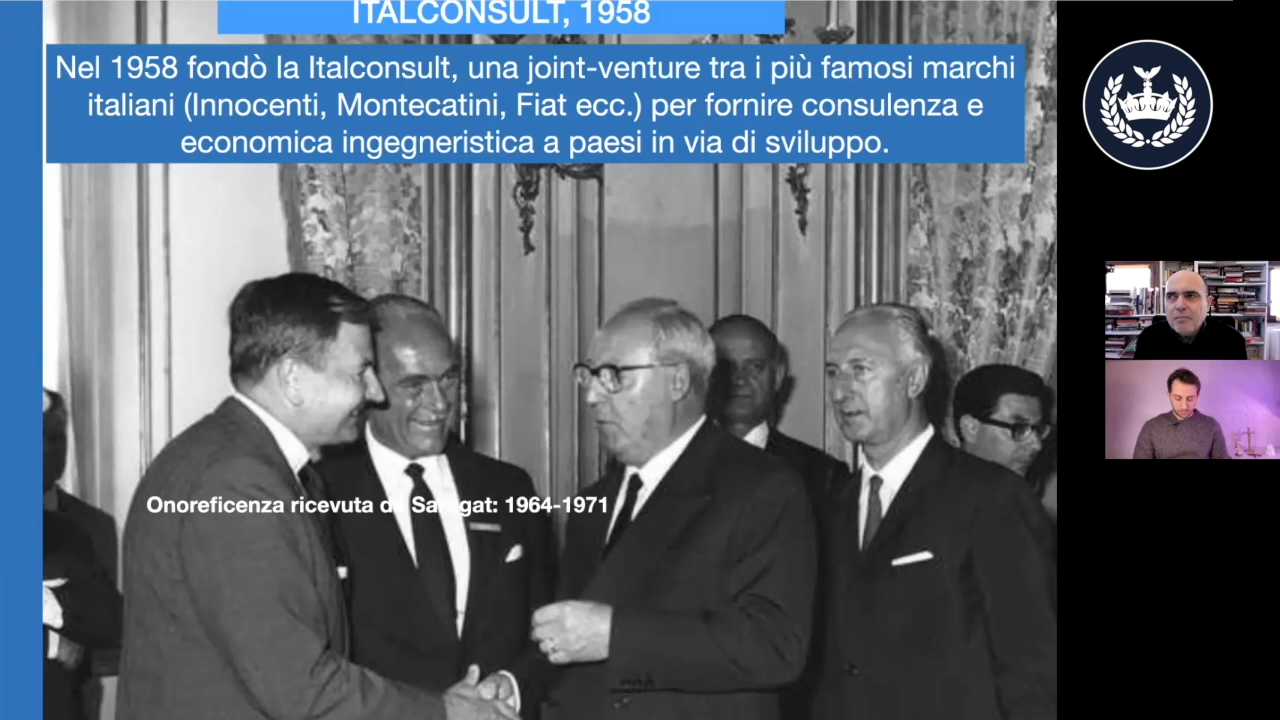 ITALCONSULT, 1958
Nel 1958 fondò la Italconsult, una joint-venture tra i più famosi marchi
italiani (Innocenti, Montecatini, Fiat ecc.) per fornire consulenza e
economica ingegneristica a paesi in via di sviluppo.
Onoreficenza ricevuta da Saragat: 1964-1971